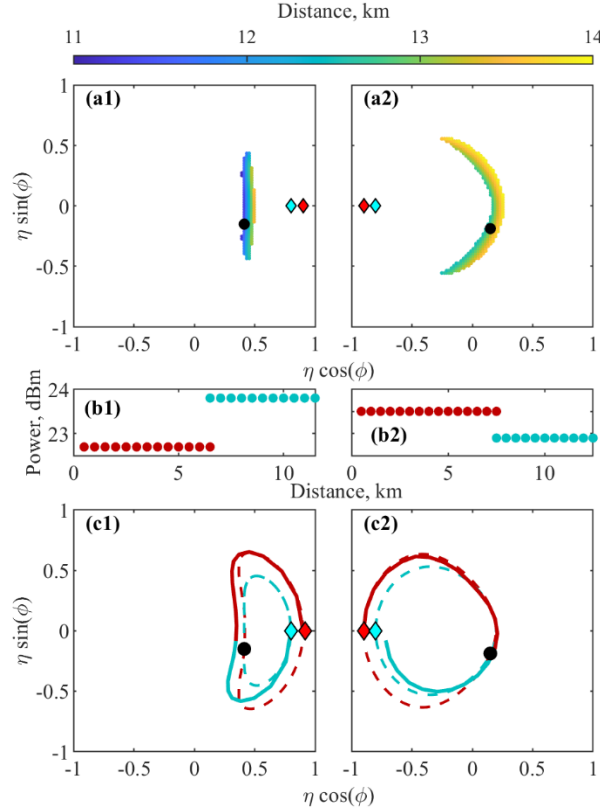 Distance, km
11 12 13 14
(a1) (a2)
1
0.5
0
-0.5
-1
η sin(ϕ)
-1 -0.5 0 0.5 1 -1 -0.5 0 0.5 1
η cos(ϕ)
Power, dBm
24
23
(b1) (b2)
0 5 10 0 5 10
Distance, km
(c1) (c2)
1
0.5
0
-0.5
-1
η sin(ϕ)
-1 -0.5 0 0.5 1 -1 -0.5 0 0.5 1
η cos(ϕ)